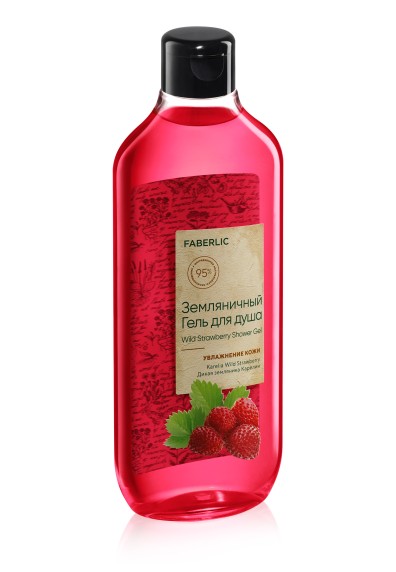 FABERLIC
95%
Земляничный
Гель для душа
Wild Strawberry Shower Gel
УВЛАЖНЕНИЕ КОЖИ
Karelia Wild Strawberry
Дикая земляника Карелии